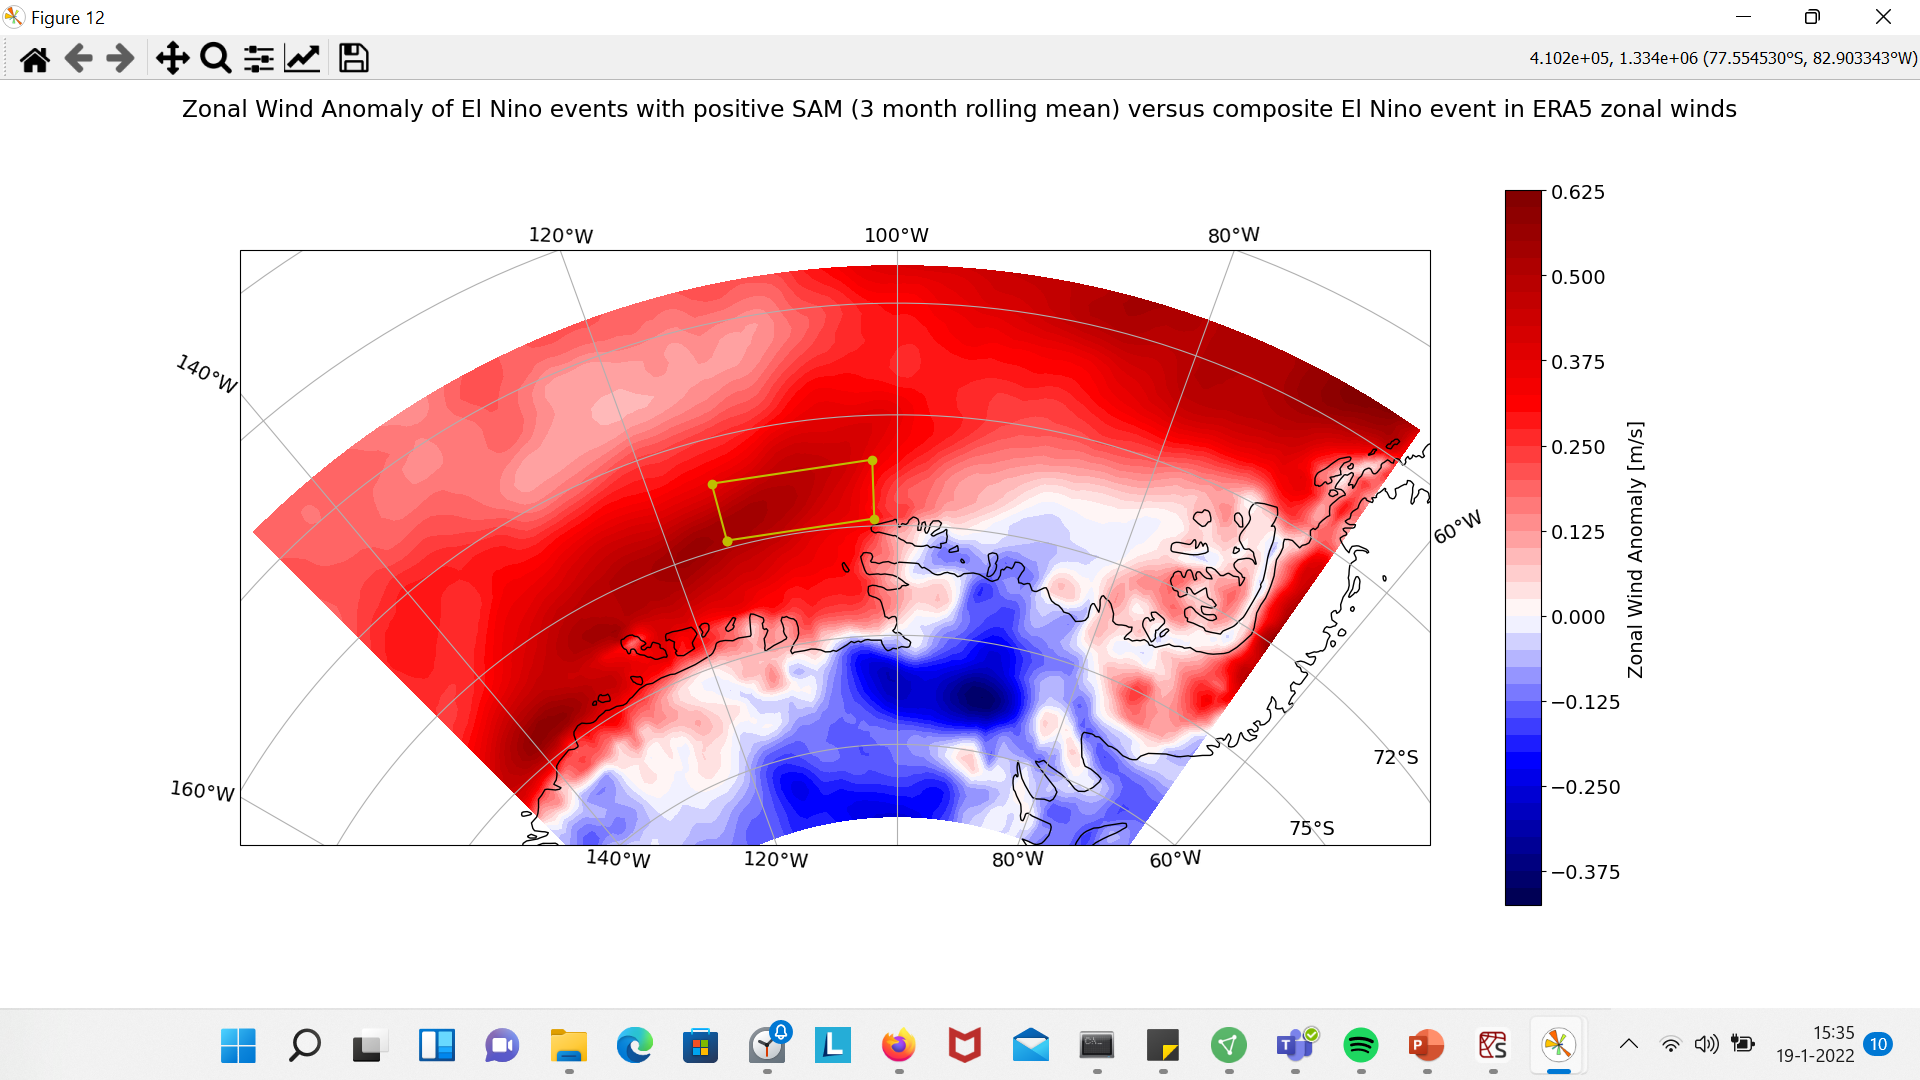 Figure 12
4.102e+05, 1.334e+06 (77.554530°S, 82.903343°W)
Zonal Wind Anomaly of El Nino events with positive SAM (3 month rolling mean) versus composite El Nino event in ERA5 zonal winds
120°W
100°W
80°W
140°W
160°W
60°W
72°S
75°S
140°W
120°W
80°W
60°W
0.625
0.500
0.375
0.250
0.125
0.000
−0.125
−0.250
−0.375
Zonal Wind Anomaly [m/s]
L
C:\_
T
P
15:35
19-1-2022
10